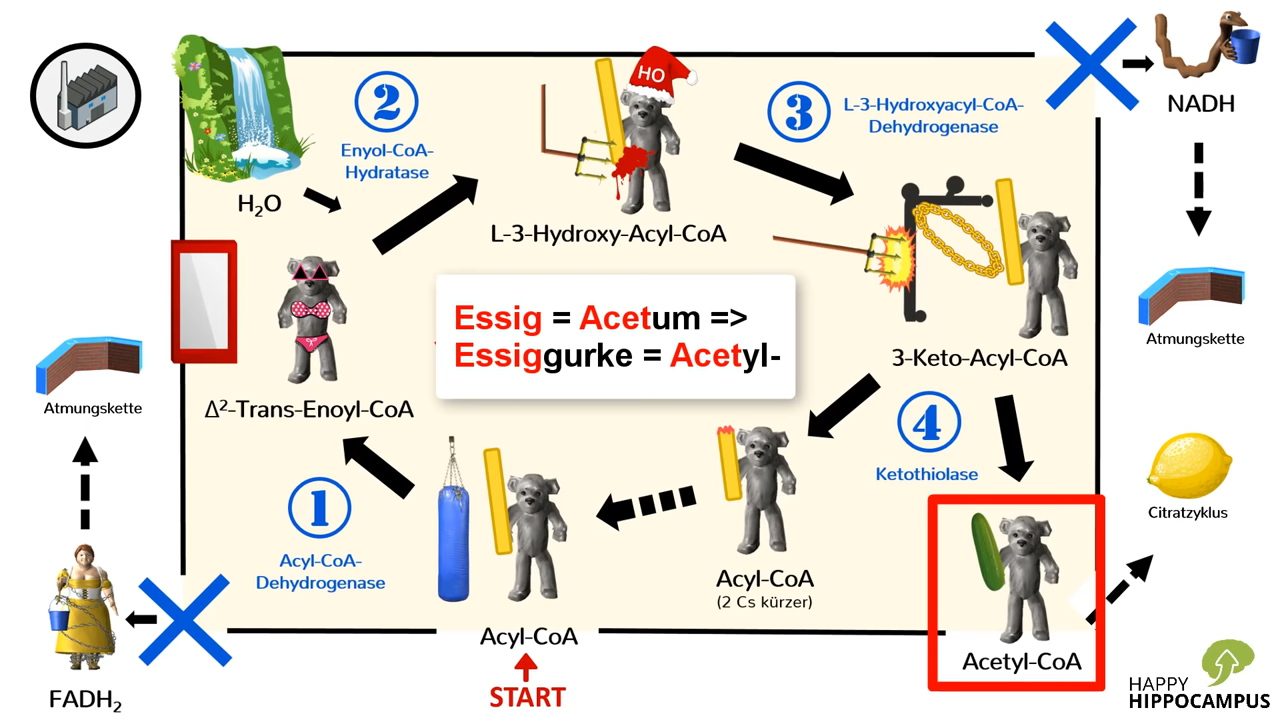 NADH
HO
2
Enyol-CoA-
Hydratase
3
L-3-Hydroxyacyl-CoA-
Dehydrogenase
H₂O
L-3-Hydroxy-Acyl-CoA
Essig = Acetum =>
Essiggurke = Acetyl-
Atmungskette
3-Keto-Acyl-CoA
Atmungskette
Δ²-Trans-Enoyl-CoA
4
Ketothiolase
1
Acyl-CoA-
Dehydrogenase
Citratzyklus
Acyl-CoA
(2 Cs kürzer)
Acyl-CoA
START
Acetyl-CoA
FADH₂
HAPPY
HIPPOCAMPUS